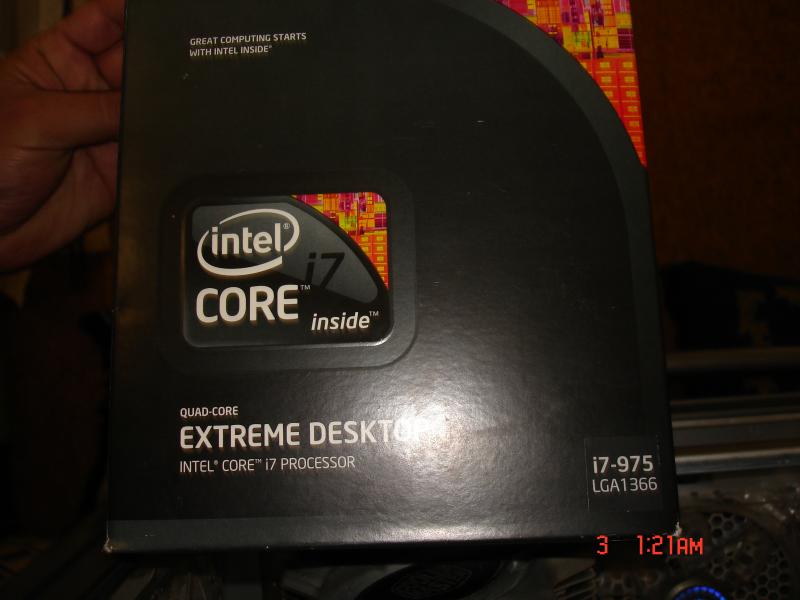 GREAT COMPUTING STARTS
WITH INTEL INSIDE®
intel®
i7
CORE™
inside™
QUAD-CORE
EXTREME DESKTOP
INTEL® CORE™ i7 PROCESSOR
i7-975
LGA1366
3 1:21AM